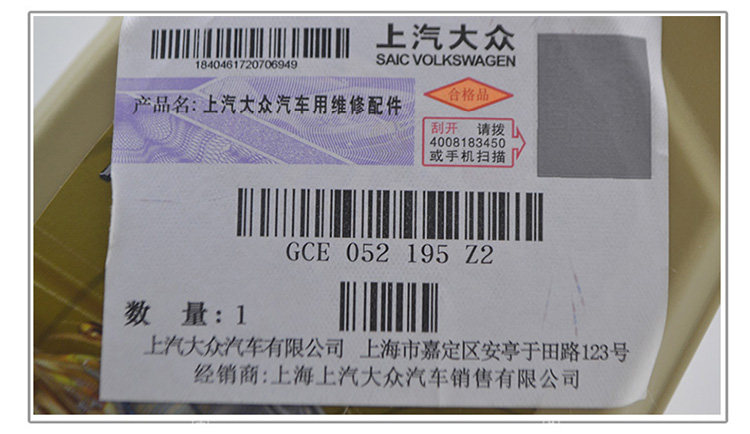 上汽大众
SAIC VOLKSWAGEN
1840461720706949
产品名:上汽大众汽车用维修配件
合格品
刮开 请拨
4008183450
或手机扫描
GCE 052 195 Z2
数 量:1
上汽大众汽车有限公司 上海市嘉定区安亭于田路123号
经销商:上海上汽大众汽车销售有限公司